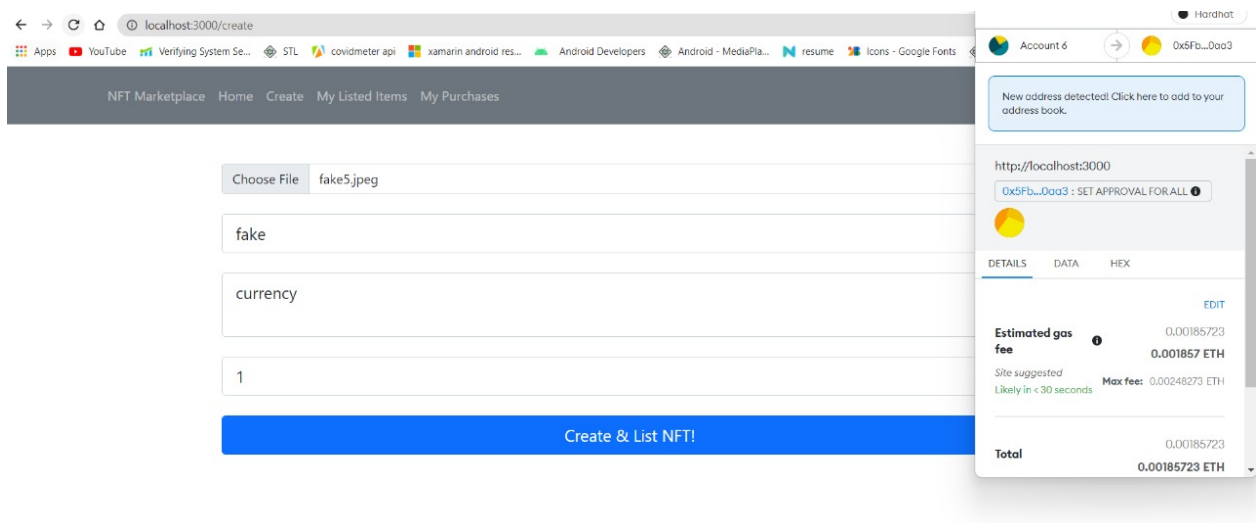 Hardhat
localhost:3000/create
Apps YouTube Verifying System Se... STL covidmeter api xamarin android res... Android Developers Android - MediaPla... resume Icons - Google Fonts
Account 6 0x5Fb...0aa3
NFT Marketplace Home Create My Listed Items My Purchases
New address detected! Click here to add to your
address book.
http://localhost:3000
0x5Fb...0aa3 : SET APPROVAL FOR ALL
Choose File fake5.jpeg
fake
currency
1
Create & List NFT!
DETAILS DATA HEX
EDIT
Estimated gas
fee
0.00185723
0.001857 ETH
Site suggested
Likely in < 30 seconds
Max fee: 0.00248273 ETH
Total
0.00185723
0.00185723 ETH